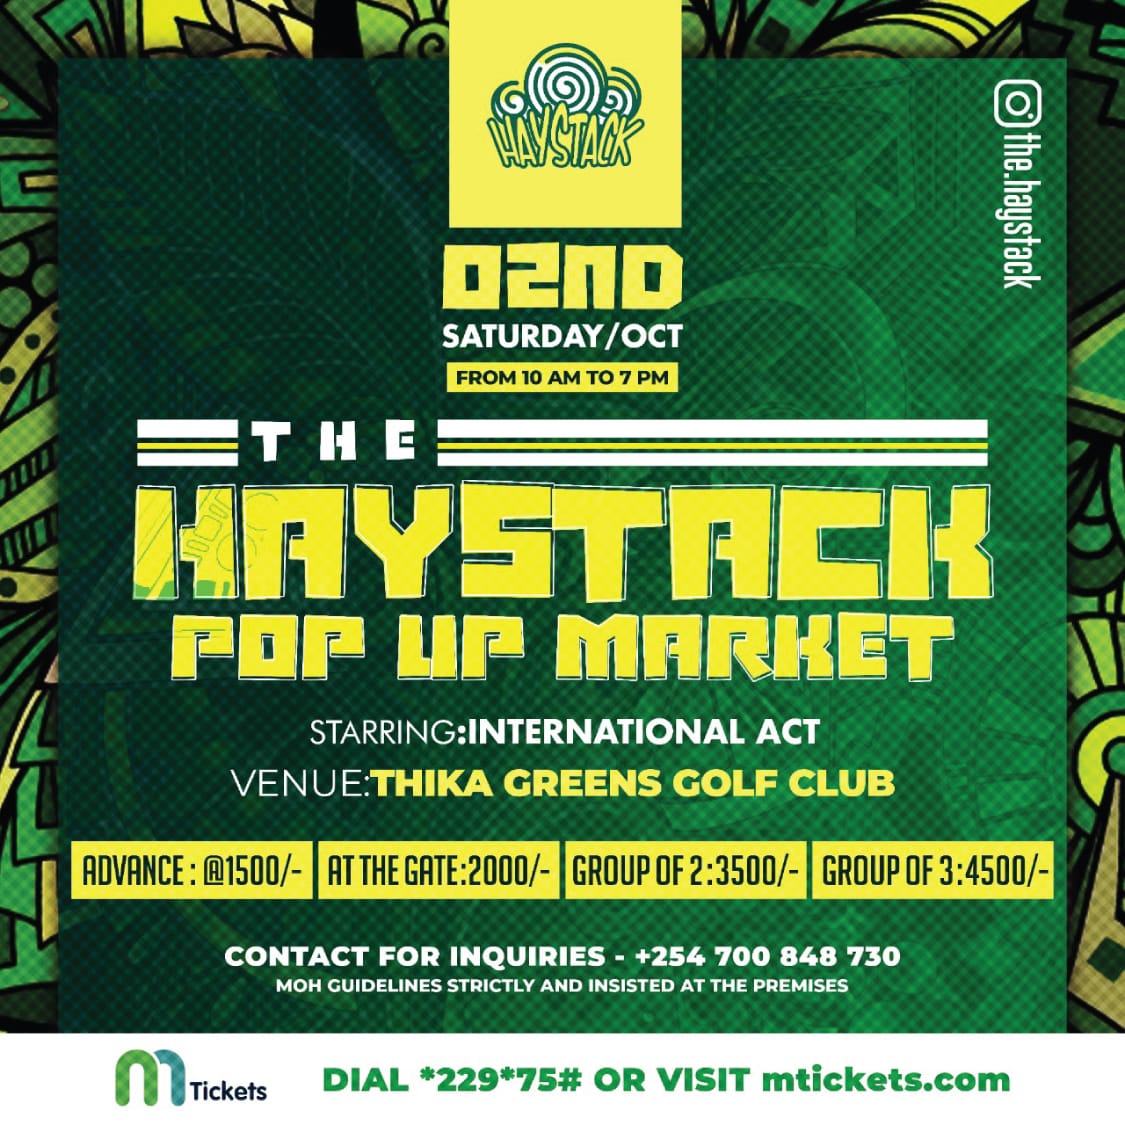 HAYSTACK
the.haystack
02ND
SATURDAY/OCT
FROM 10 AM TO 7 PM
THE
HAYSTACK
POP UP MARKET
STARRING:INTERNATIONAL ACT
VENUE:THIKA GREENS GOLF CLUB
ADVANCE : @1500/- AT THE GATE:2000/- GROUP OF 2:3500/- GROUP OF 3:4500/-
CONTACT FOR INQUIRIES - +254 700 848 730
MOH GUIDELINES STRICTLY AND INSISTED AT THE PREMISES
m Tickets DIAL *229*75# OR VISIT mtickets.com